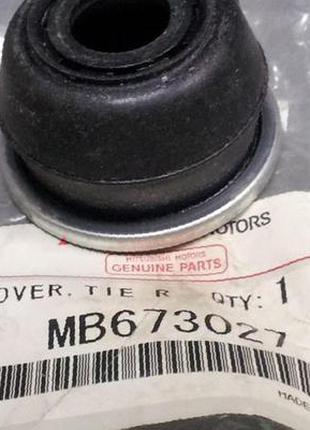 MOTORS
MITSUBISHI MOTORS
GENUINE PARTS
OVER, TIE R QTY: 1
MB673027
MADE